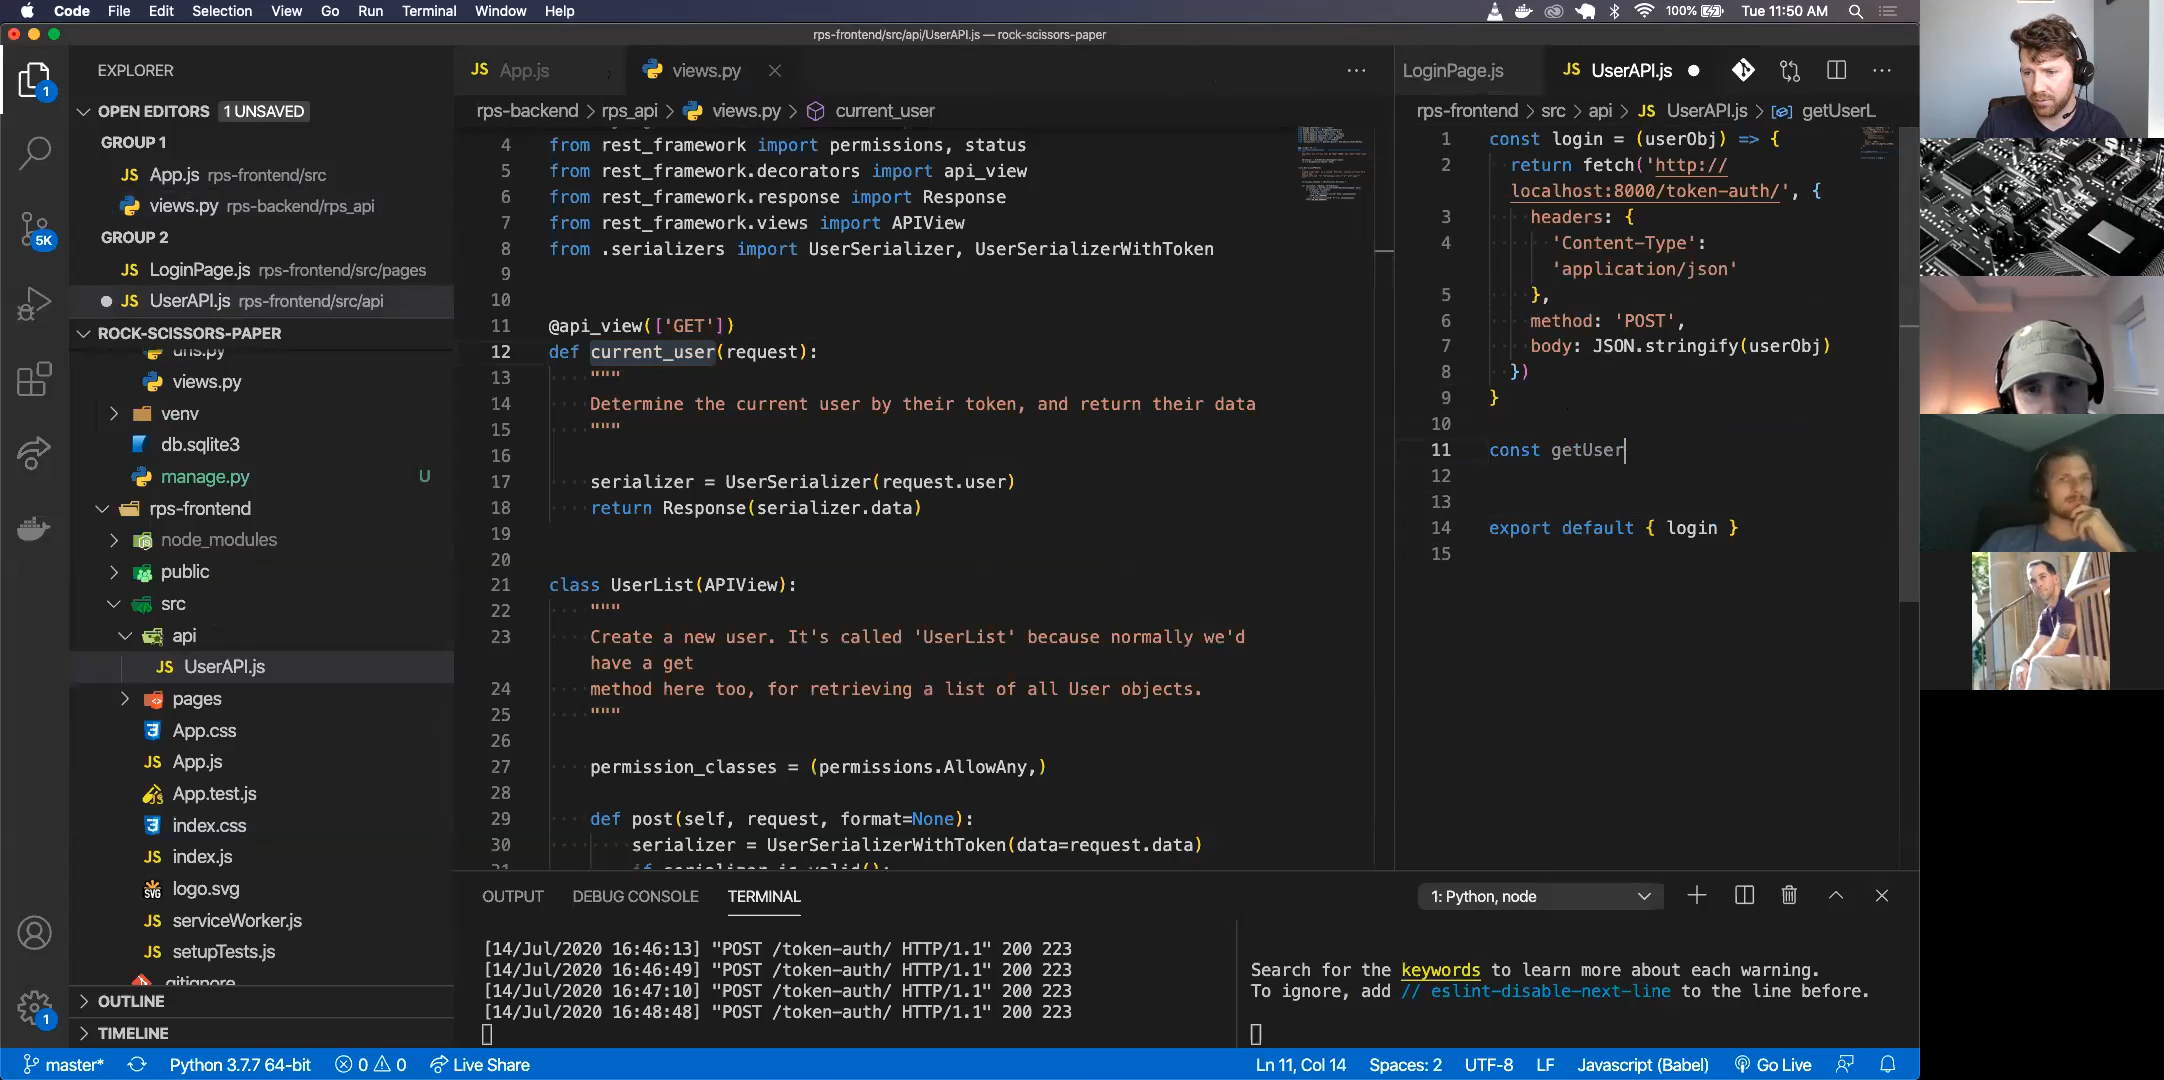 Code File Edit Selection View Go Run Terminal Window Help
100% Tue 11:50 AM
rps-frontend/src/api/UserAPI.js — rock-scissors-paper
EXPLORER
OPEN EDITORS 1 UNSAVED
GROUP 1
JS App.js rps-frontend/src
views.py rps-backend/rps_api
GROUP 2
JS LoginPage.js rps-frontend/src/pages
JS UserAPI.js rps-frontend/src/api
ROCK-SCISSORS-PAPER
views.py
venv
db.sqlite3
manage.py U
rps-frontend
node_modules
public
src
api
JS UserAPI.js
pages
App.css
JS App.js
App.test.js
index.css
JS index.js
logo.svg
JS serviceWorker.js
JS setupTests.js
.gitignore
OUTLINE
TIMELINE
1
5K
1
JS App.js
views.py
rps-backend > rps_api > views.py > current_user
4 from rest_framework import permissions, status
5 from rest_framework.decorators import api_view
6 from rest_framework.response import Response
7 from rest_framework.views import APIView
8 from .serializers import UserSerializer, UserSerializerWithToken
9
10
11 @api_view(['GET'])
12 def current_user(request):
13 """
14 Determine the current user by their token, and return their data
15 """
16
17 serializer = UserSerializer(request.user)
18 return Response(serializer.data)
19
20
21 class UserList(APIView):
22 """
23 Create a new user. It's called 'UserList' because normally we'd
have a get
24 method here too, for retrieving a list of all User objects.
25 """
26
27 permission_classes = (permissions.AllowAny,)
28
29 def post(self, request, format=None):
30 serializer = UserSerializerWithToken(data=request.data)
31 if serializer.is_valid():
LoginPage.js
JS UserAPI.js
rps-frontend > src > api > JS UserAPI.js > getUserL
1 const login = (userObj) => {
2 return fetch('http://
localhost:8000/token-auth/', {
3 headers: {
4 'Content-Type':
'application/json'
5 },
6 method: 'POST',
7 body: JSON.stringify(userObj)
8 })
9 }
10
11 const getUser
12
13
14 export default { login }
15
OUTPUT DEBUG CONSOLE TERMINAL
1: Python, node
[14/Jul/2020 16:46:13] "POST /token-auth/ HTTP/1.1" 200 223
[14/Jul/2020 16:46:49] "POST /token-auth/ HTTP/1.1" 200 223
[14/Jul/2020 16:47:10] "POST /token-auth/ HTTP/1.1" 200 223
[14/Jul/2020 16:48:48] "POST /token-auth/ HTTP/1.1" 200 223
Search for the keywords to learn more about each warning.
To ignore, add // eslint-disable-next-line to the line before.
master* Python 3.7.7 64-bit 0 0 Live Share
Ln 11, Col 14 Spaces: 2 UTF-8 LF Javascript (Babel) Go Live